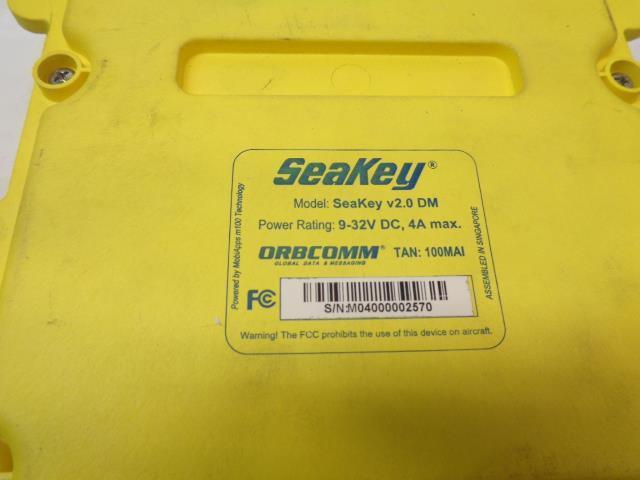 SeaKey®
Model: SeaKey v2.0 DM
Power Rating: 9-32V DC, 4A max.
ORBCOMM® TAN: 100MAI
GLOBAL DATA & MESSAGING
FC
S/N:M04000002570
Warning! The FCC prohibits the use of this device on aircraft.
Powered by MobiApps m100 Technology
ASSEMBLED IN SINGAPORE